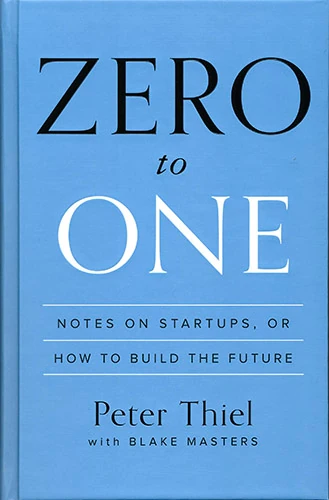 ZERO
to
ONE
NOTES ON STARTUPS, OR
HOW TO BUILD THE FUTURE
Peter Thiel
with BLAKE MASTERS